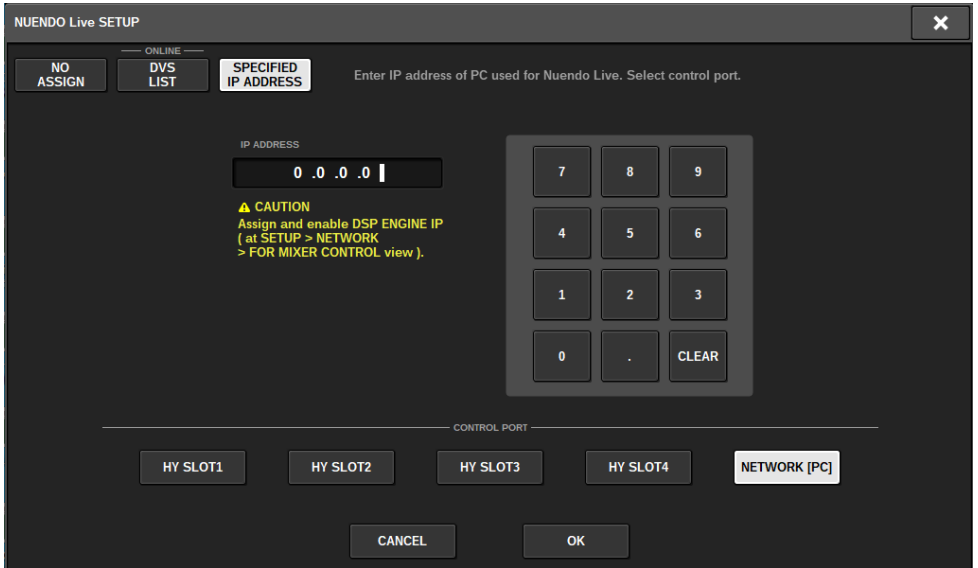 NUENDO Live SETUP
ONLINE
NO
ASSIGN
DVS
LIST
SPECIFIED
IP ADDRESS
Enter IP address of PC used for Nuendo Live. Select control port.
IP ADDRESS
0 .0 .0 .0
CAUTION
Assign and enable DSP ENGINE IP
( at SETUP > NETWORK
> FOR MIXER CONTROL view ).
7 8 9
4 5 6
1 2 3
0 . CLEAR
CONTROL PORT
HY SLOT1 HY SLOT2 HY SLOT3 HY SLOT4 NETWORK [PC]
CANCEL OK